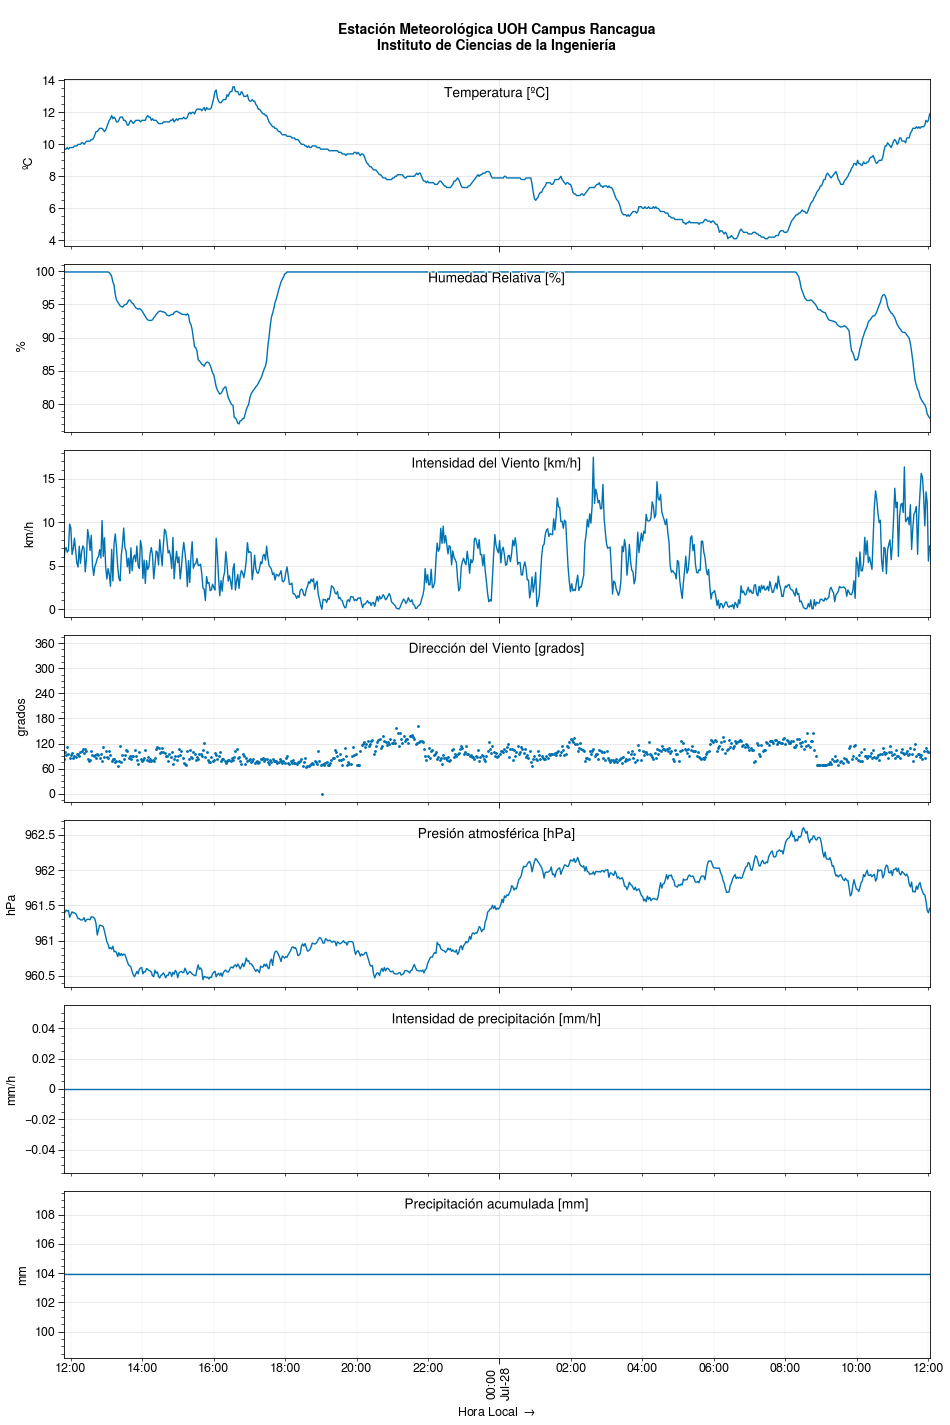 Estación Meteorológica UOH Campus Rancagua
Instituto de Ciencias de la Ingeniería
Temperatura [ºC]
14
12
10
8
6
4
ºC
Humedad Relativa [%]
100
95
90
85
80
%
Intensidad del Viento [km/h]
15
10
5
0
km/h
Dirección del Viento [grados]
360
300
240
180
120
60
0
grados
Presión atmosférica [hPa]
962.5
962
961.5
961
960.5
hPa
Intensidad de precipitación [mm/h]
0.04
0.02
0
−0.02
−0.04
mm/h
Precipitación acumulada [mm]
108
106
104
102
100
mm
12:00 14:00 16:00 18:00 20:00 22:00 00:00 02:00 04:00 06:00 08:00 10:00 12:00
Jul-28
Hora Local →